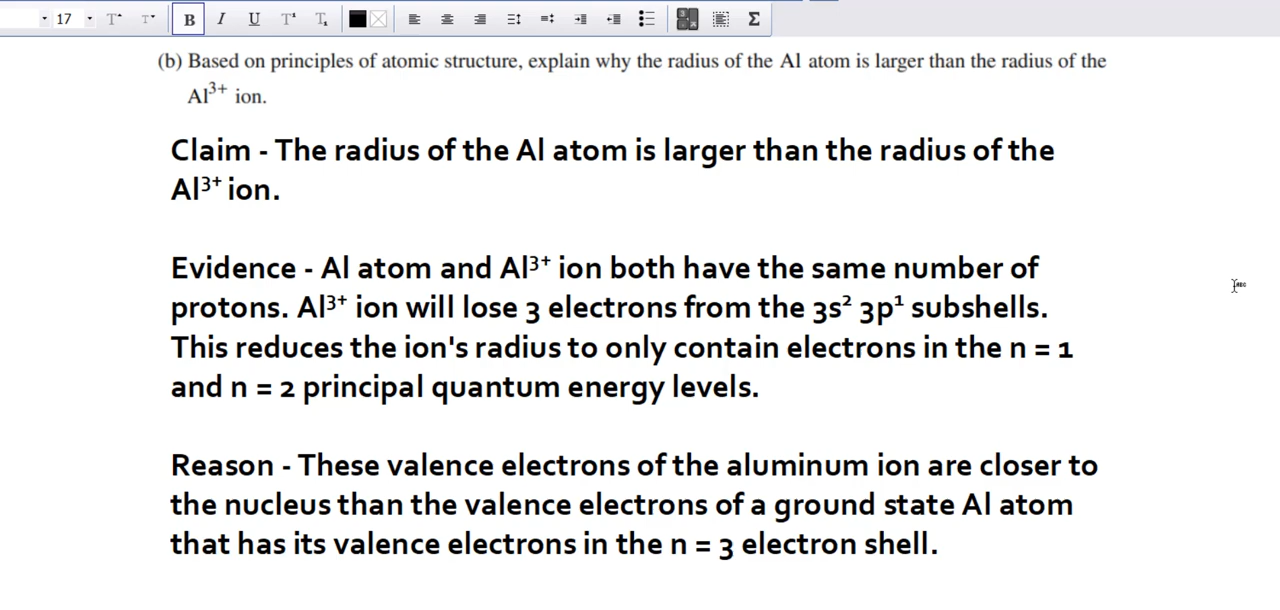 17 T T B I U T¹ T₁ Σ
(b) Based on principles of atomic structure, explain why the radius of the Al atom is larger than the radius of the
Al³⁺ ion.
Claim - The radius of the Al atom is larger than the radius of the
Al³⁺ ion.
Evidence - Al atom and Al³⁺ ion both have the same number of
protons. Al³⁺ ion will lose 3 electrons from the 3s² 3p¹ subshells.
This reduces the ion's radius to only contain electrons in the n = 1
and n = 2 principal quantum energy levels.
Reason - These valence electrons of the aluminum ion are closer to
the nucleus than the valence electrons of a ground state Al atom
that has its valence electrons in the n = 3 electron shell.